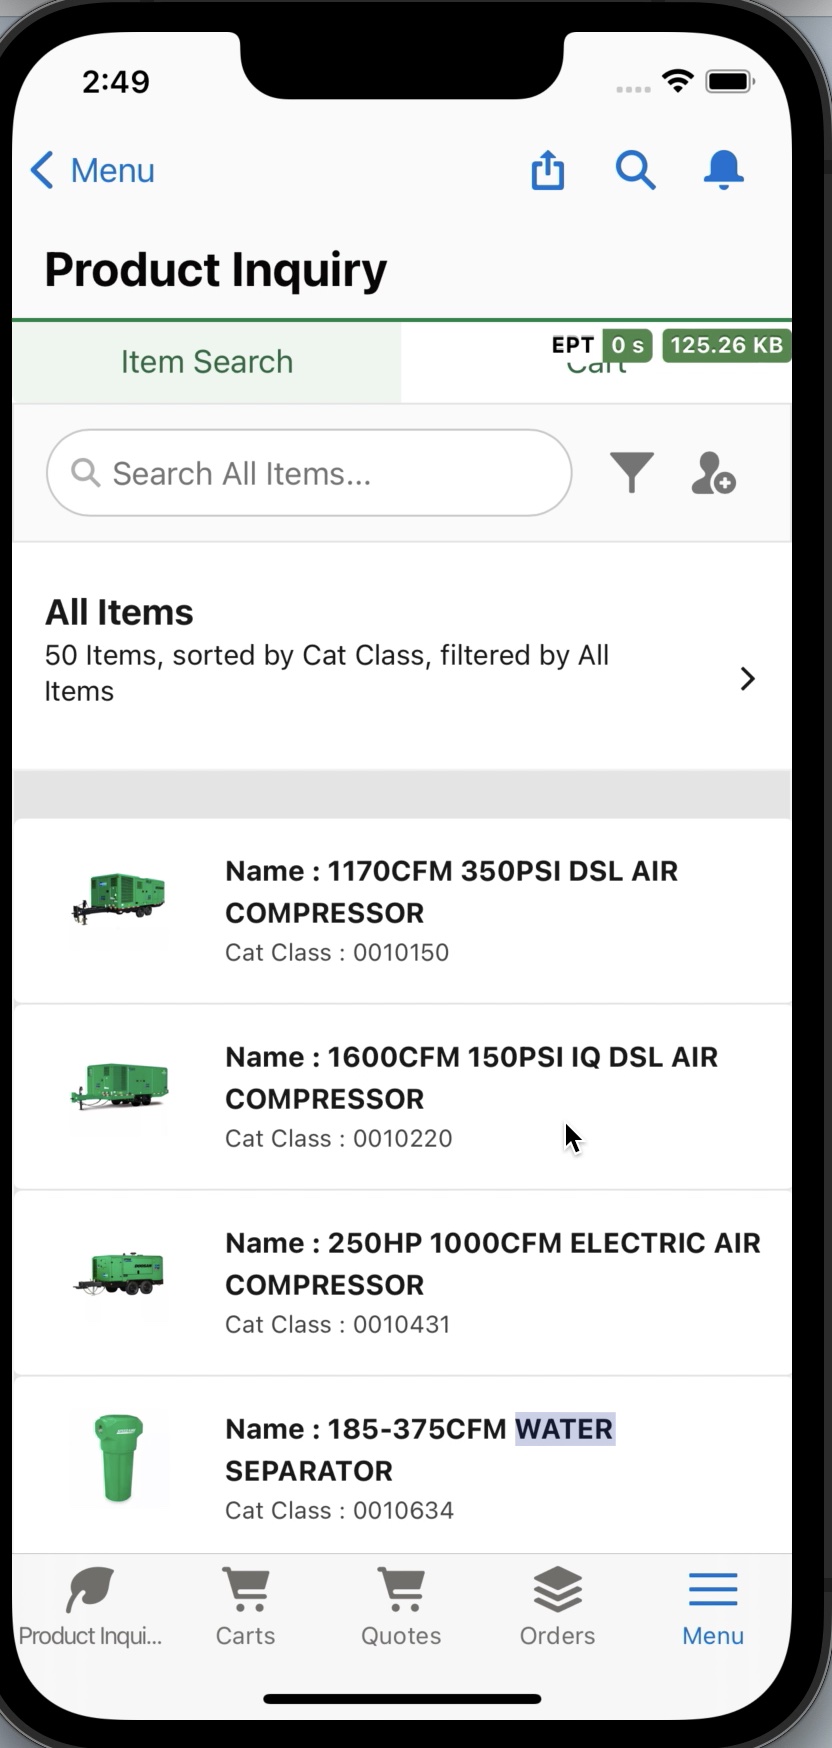 2:49
Menu
Product Inquiry
EPT 0 s 125.26 KB
Item Search
Cart
Search All Items...
All Items
50 Items, sorted by Cat Class, filtered by All
Items
Name : 1170CFM 350PSI DSL AIR
COMPRESSOR
Cat Class : 0010150
Name : 1600CFM 150PSI IQ DSL AIR
COMPRESSOR
Cat Class : 0010220
Name : 250HP 1000CFM ELECTRIC AIR
COMPRESSOR
Cat Class : 0010431
Name : 185-375CFM WATER
SEPARATOR
Cat Class : 0010634
Product Inqui...
Carts
Quotes
Orders
Menu